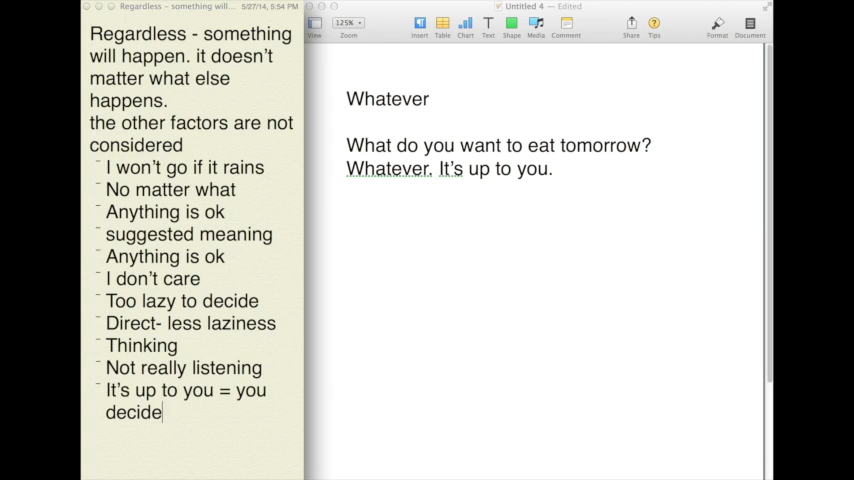 Regardless – something will... 5/27/14, 5:54 PM
Regardless - something
will happen. it doesn't
matter what else
happens.
the other factors are not
considered
- I won't go if it rains
- No matter what
- Anything is ok
- suggested meaning
- Anything is ok
- I don't care
- Too lazy to decide
- Direct- less laziness
- Thinking
- Not really listening
- It's up to you = you
decide
Untitled 4 — Edited
125%
View Zoom Insert Table Chart Text Shape Media Comment Share Tips Format Document
Whatever
What do you want to eat tomorrow?
Whatever. It's up to you.